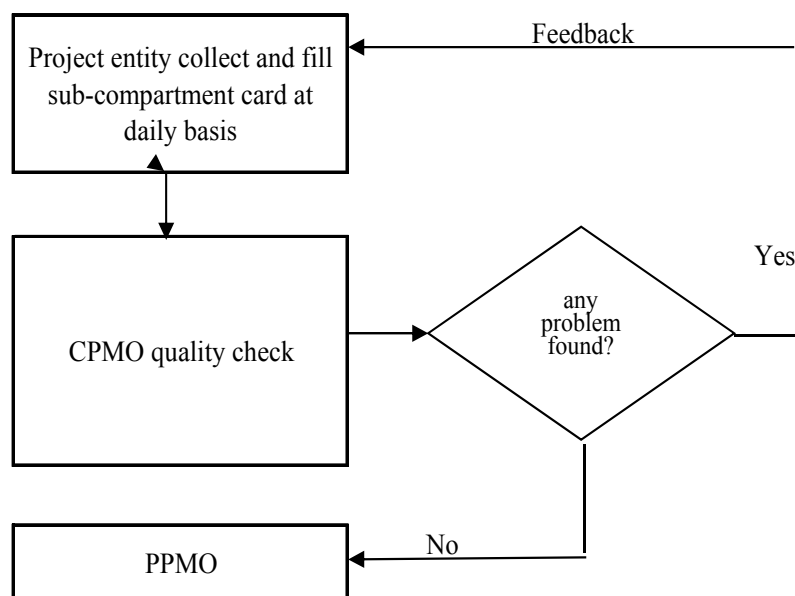 Feedback
Project entity collect and fill
sub-compartment card at
daily basis
Yes
any
problem
found?
CPMO quality check
No
PPMO